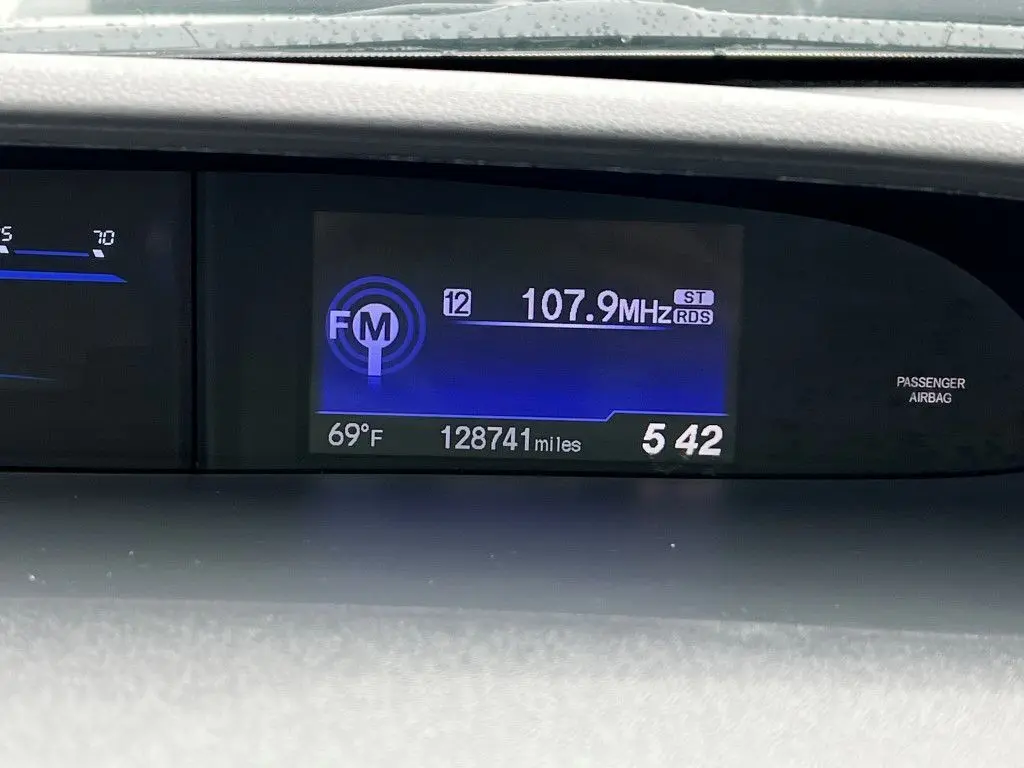 70
FM 12 107.9MHz ST
RDS
69°F 128741miles 5 42
PASSENGER
AIRBAG